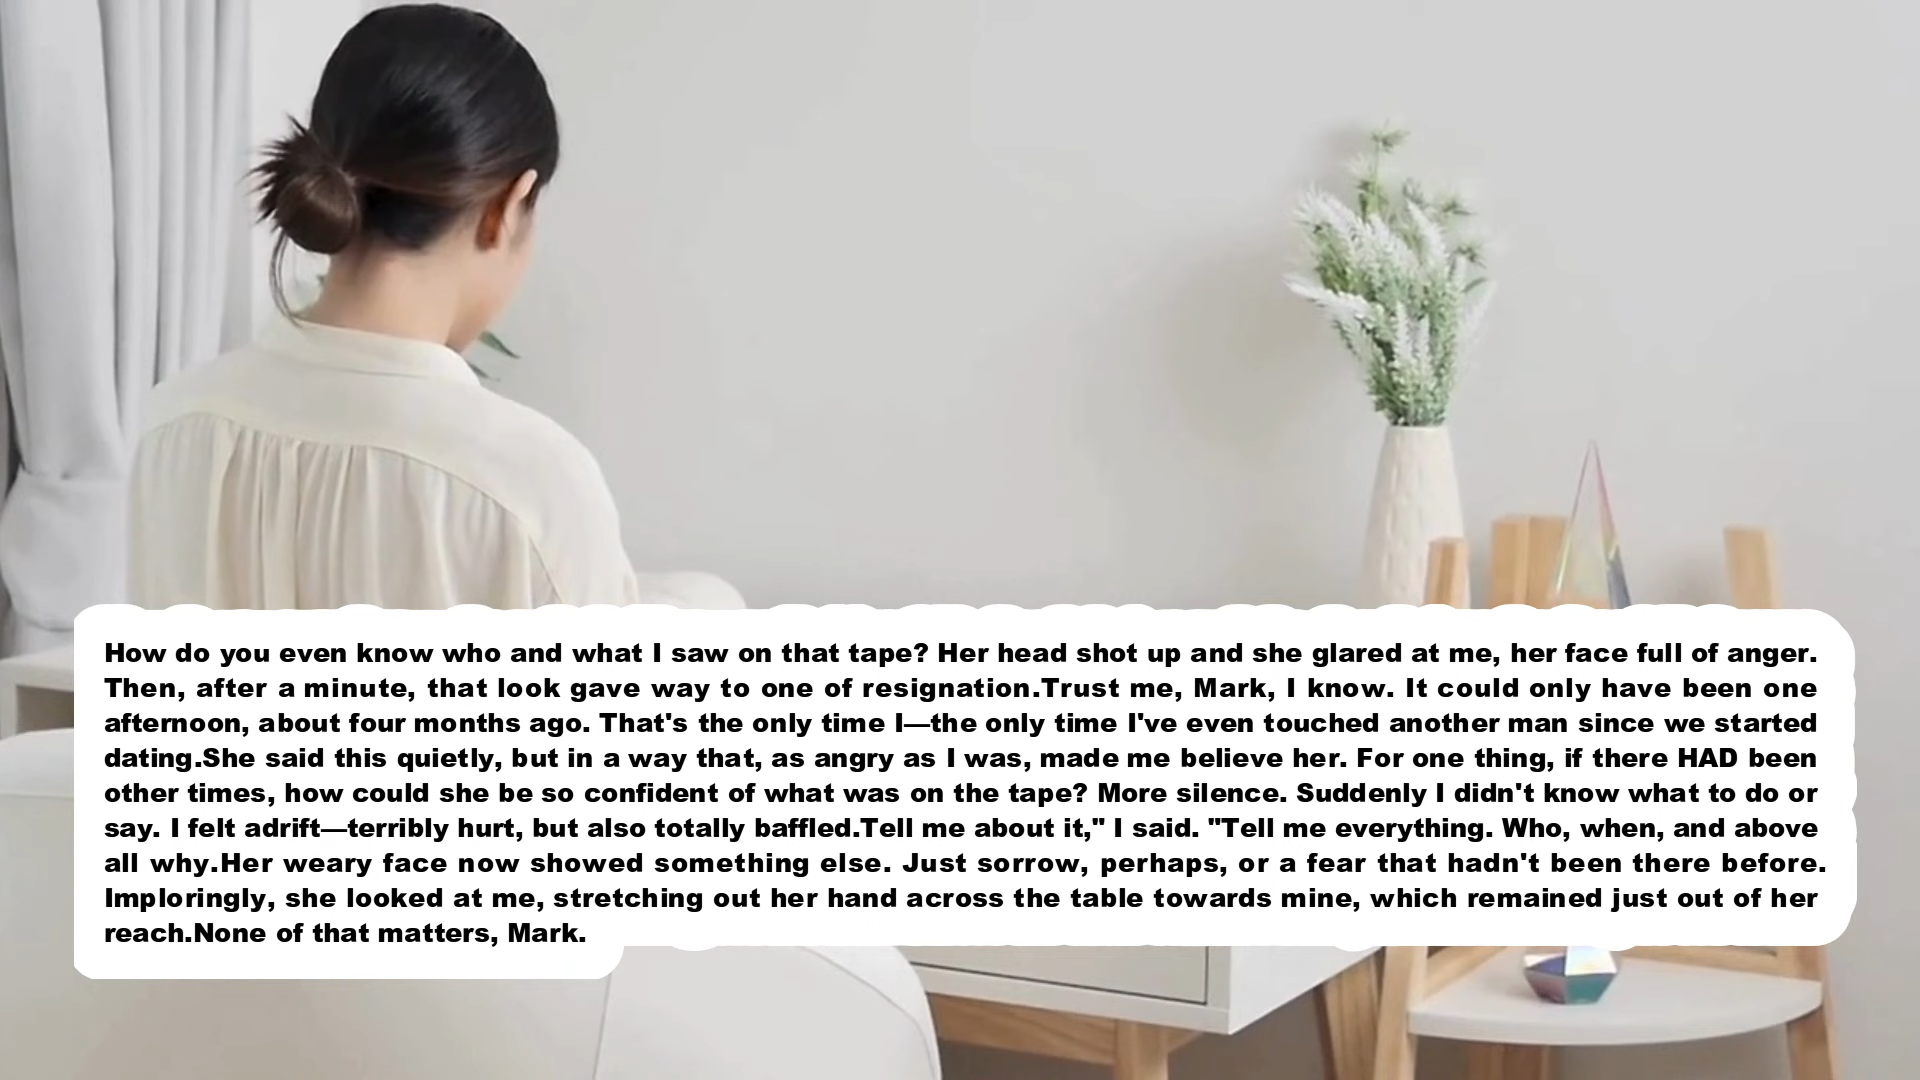 How do you even know who and what I saw on that tape? Her head shot up and she glared at me, her face full of anger.
Then, after a minute, that look gave way to one of resignation.Trust me, Mark, I know. It could only have been one
afternoon, about four months ago. That's the only time I—the only time I've even touched another man since we started
dating.She said this quietly, but in a way that, as angry as I was, made me believe her. For one thing, if there HAD been
other times, how could she be so confident of what was on the tape? More silence. Suddenly I didn't know what to do or
say. I felt adrift—terribly hurt, but also totally baffled.Tell me about it," I said. "Tell me everything. Who, when, and above
all why.Her weary face now showed something else. Just sorrow, perhaps, or a fear that hadn't been there before.
Imploringly, she looked at me, stretching out her hand across the table towards mine, which remained just out of her
reach.None of that matters, Mark.